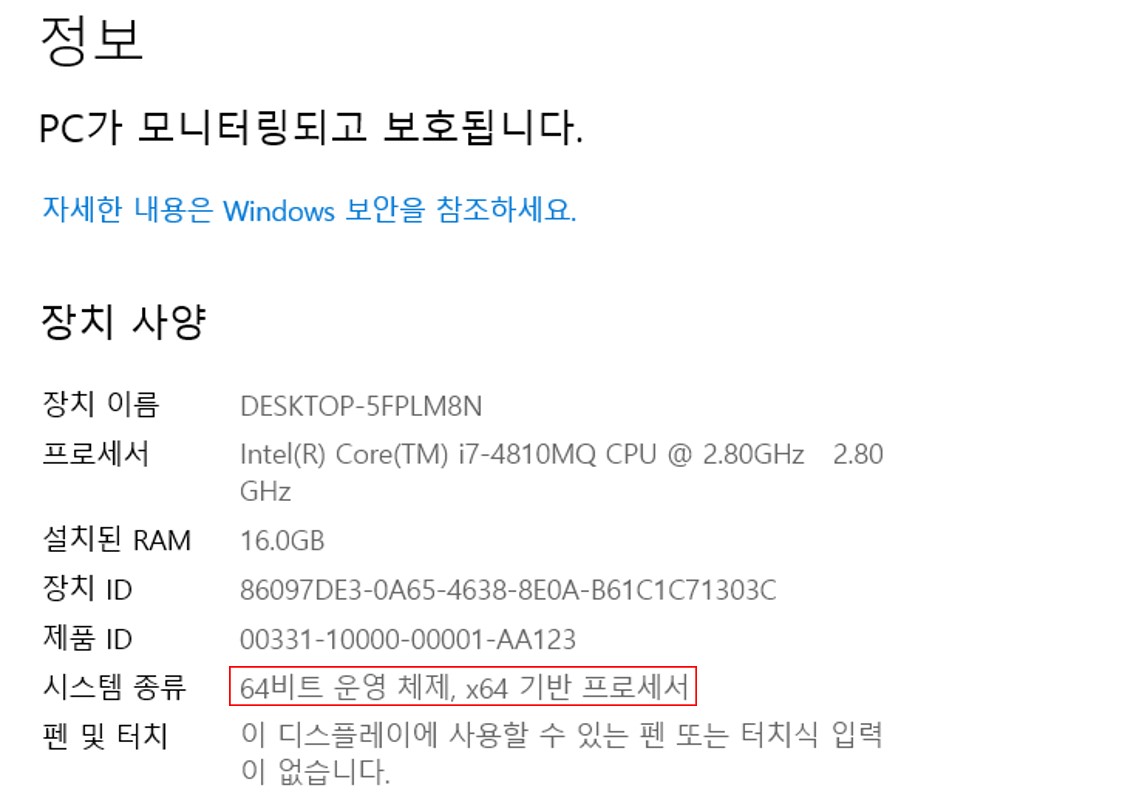 정보
PC가 모니터링되고 보호됩니다.
자세한 내용은 Windows 보안을 참조하세요.
장치 사양
장치 이름 DESKTOP-5FPLM8N
프로세서 Intel(R) Core(TM) i7-4810MQ CPU @ 2.80GHz 2.80
GHz
설치된 RAM 16.0GB
장치 ID 86097DE3-0A65-4638-8E0A-B61C1C71303C
제품 ID 00331-10000-00001-AA123
시스템 종류 64비트 운영 체제, x64 기반 프로세서
펜 및 터치 이 디스플레이에 사용할 수 있는 펜 또는 터치식 입력
이 없습니다.